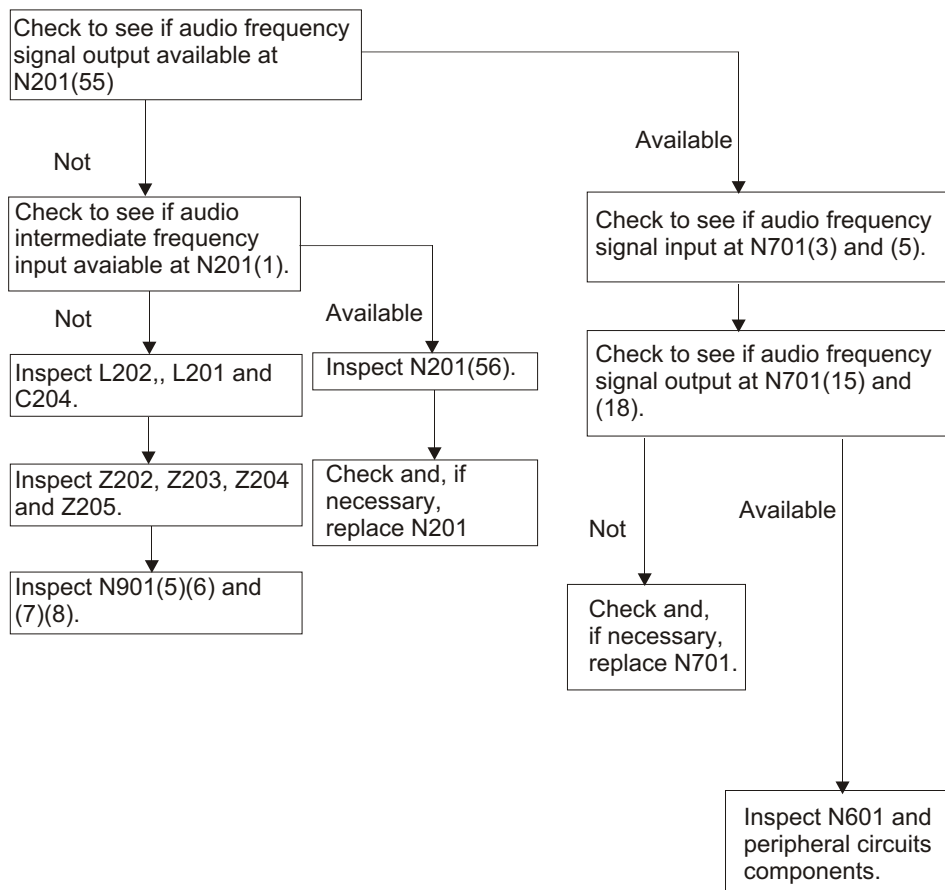 Check to see if audio frequency
signal output available at
N201(55)
Not
Available
Check to see if audio
intermediate frequency
input avaiable at N201(1).
Check to see if audio frequency
signal input at N701(3) and (5).
Not
Available
Inspect L202,, L201 and
C204.
Inspect N201(56).
Check to see if audio frequency
signal output at N701(15) and
(18).
Inspect Z202, Z203, Z204
and Z205.
Check and, if
necessary,
replace N201
Not
Available
Inspect N901(5)(6) and
(7)(8).
Check and,
if necessary,
replace N701.
Inspect N601 and
peripheral circuits
components.